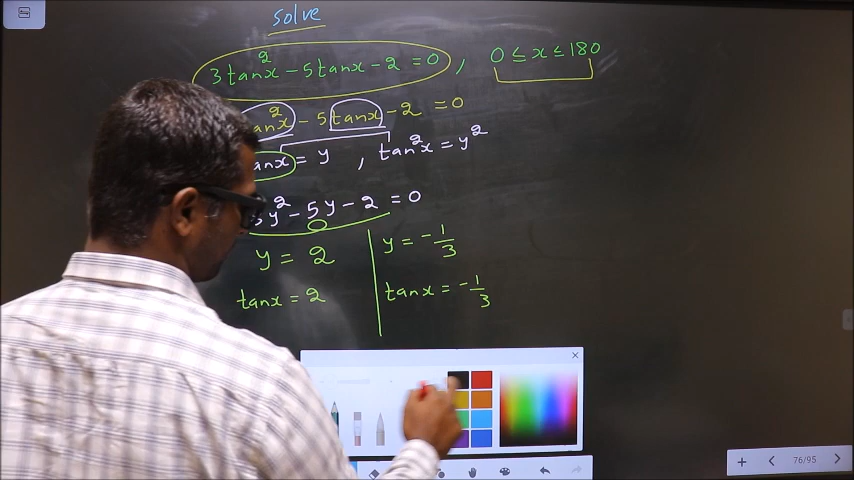 solve
3tan²x - 5tanx - 2 = 0, 0 ≤ x ≤ 180
tan²x - 5tanx - 2 = 0
tanx = y, tan²x = y²
3y² - 5y - 2 = 0
y = 2
tanx = 2
y = -1/3
tanx = -1/3
76/95